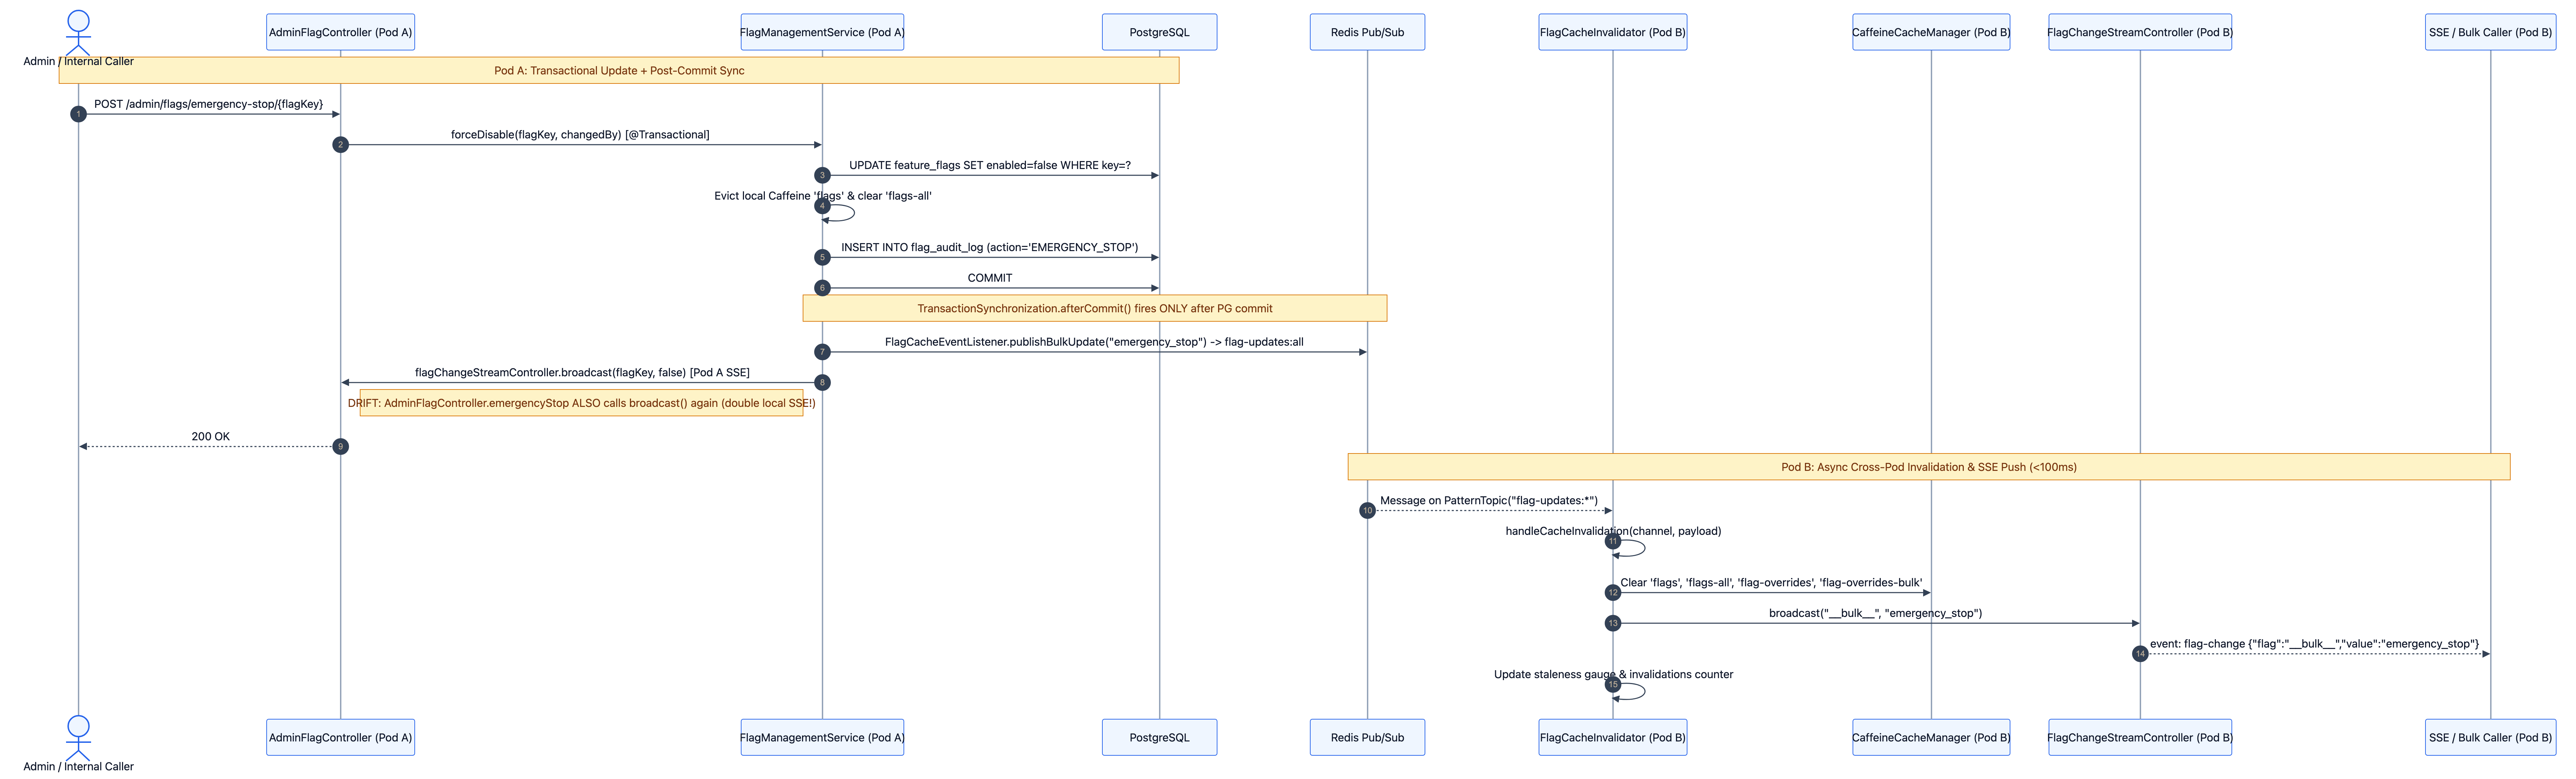 Admin / Internal Caller
AdminFlagController (Pod A)
FlagManagementService (Pod A)
PostgreSQL
Redis Pub/Sub
FlagCacheInvalidator (Pod B)
CaffeineCacheManager (Pod B)
FlagChangeStreamController (Pod B)
SSE / Bulk Caller (Pod B)
Pod A: Transactional Update + Post-Commit Sync
1 POST /admin/flags/emergency-stop/{flagKey}
2 forceDisable(flagKey, changedBy) [@Transactional]
3 UPDATE feature_flags SET enabled=false WHERE key=?
4 Evict local Caffeine 'flags' & clear 'flags-all'
5 INSERT INTO flag_audit_log (action='EMERGENCY_STOP')
6 COMMIT
TransactionSynchronization.afterCommit() fires ONLY after PG commit
7 FlagCacheEventListener.publishBulkUpdate("emergency_stop") -> flag-updates:all
8 flagChangeStreamController.broadcast(flagKey, false) [Pod A SSE]
DRIFT: AdminFlagController.emergencyStop ALSO calls broadcast() again (double local SSE!)
9 200 OK
Pod B: Async Cross-Pod Invalidation & SSE Push (<100ms)
10 Message on PatternTopic("flag-updates:*")
11 handleCacheInvalidation(channel, payload)
12 Clear 'flags', 'flags-all', 'flag-overrides', 'flag-overrides-bulk'
13 broadcast("__bulk__", "emergency_stop")
14 event: flag-change {"flag":"__bulk__","value":"emergency_stop"}
15 Update staleness gauge & invalidations counter
Admin / Internal Caller
AdminFlagController (Pod A)
FlagManagementService (Pod A)
PostgreSQL
Redis Pub/Sub
FlagCacheInvalidator (Pod B)
CaffeineCacheManager (Pod B)
FlagChangeStreamController (Pod B)
SSE / Bulk Caller (Pod B)